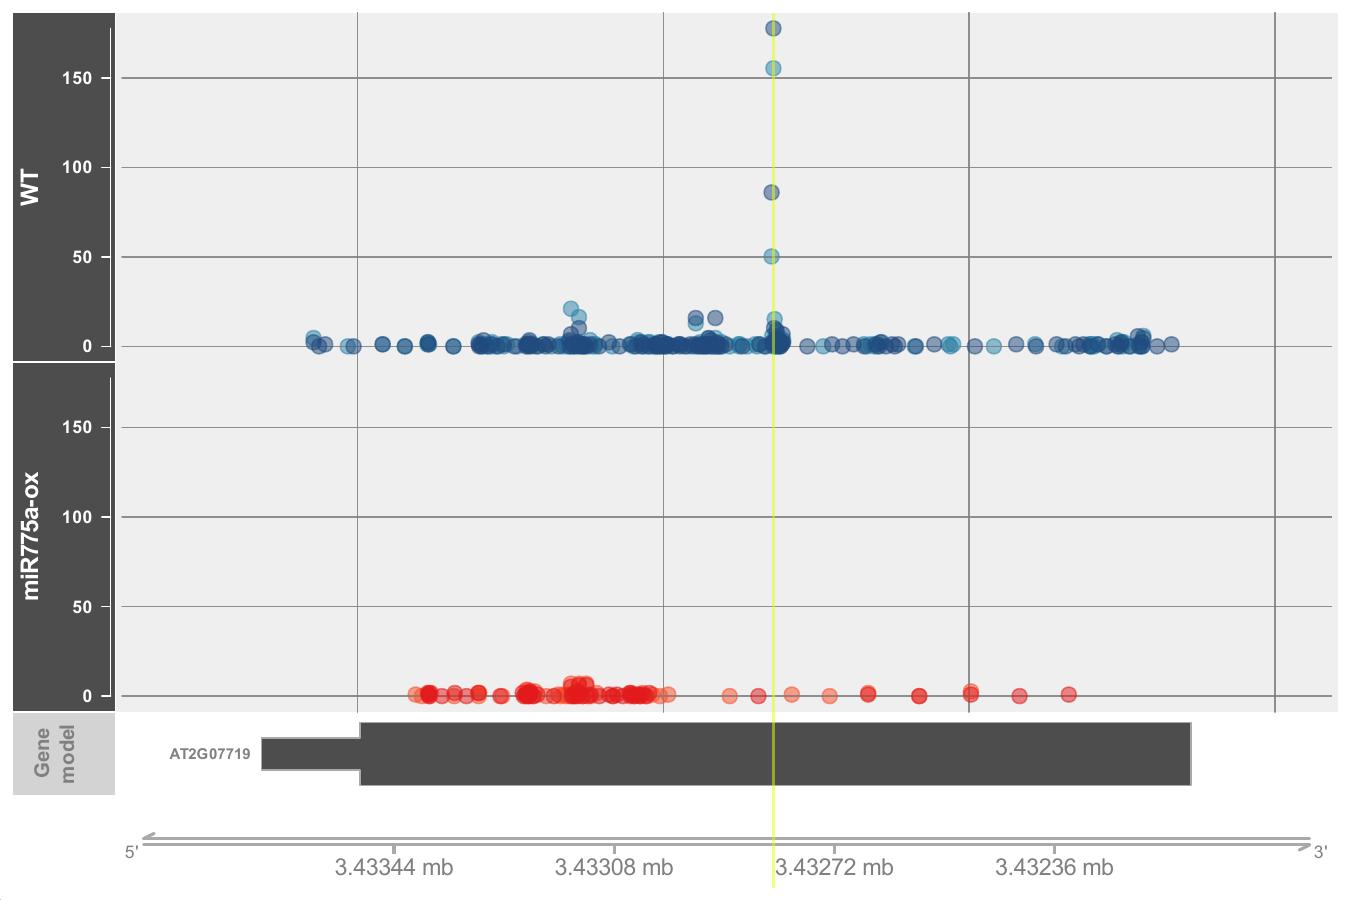 WT
150
100
50
0
miR775a-ox
150
100
50
0
Gene
model
AT2G07719
5'
3'
3.43344 mb
3.43308 mb
3.43272 mb
3.43236 mb